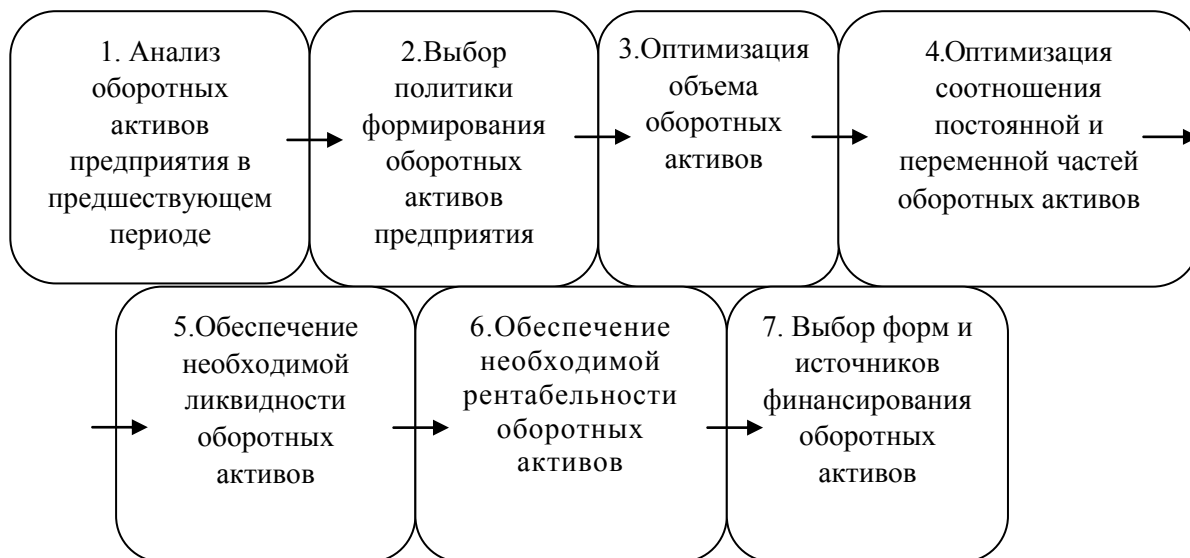 1. Анализ
оборотных
активов
предприятия в
предшествующем
периоде
2.Выбор
политики
формирования
оборотных
активов
предприятия
3.Оптимизация
объема
оборотных
активов
4.Оптимизация
соотношения
постоянной и
переменной частей
оборотных активов
5.Обеспечение
необходимой
ликвидности
оборотных
активов
6.Обеспечение
необходимой
рентабельности
оборотных
активов
7. Выбор форм и
источников
финансирования
оборотных
активов